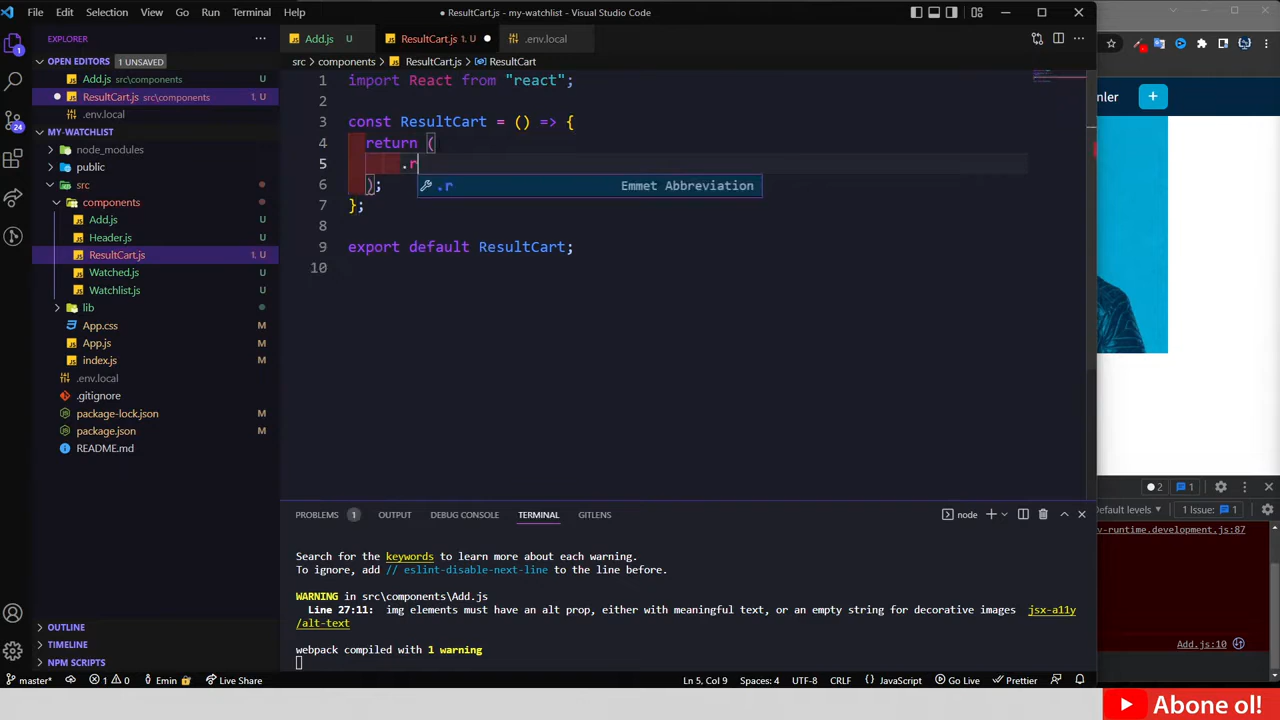 File Edit Selection View Go Run Terminal Help
● ResultCart.js - my-watchlist - Visual Studio Code
EXPLORER
Add.js U
ResultCart.js 1, U
.env.local
OPEN EDITORS 1 UNSAVED
Add.js src\components U
ResultCart.js src\components 1, U
.env.local
MY-WATCHLIST
node_modules
public
src
components
Add.js U
Header.js U
ResultCart.js 1, U
Watched.js U
Watchlist.js U
lib
App.css M
App.js M
index.js M
.env.local
.gitignore
package-lock.json M
package.json M
README.md
OUTLINE
TIMELINE
NPM SCRIPTS
src > components > ResultCart.js > ResultCart
1 import React from "react";
2
3 const ResultCart = () => {
4 return (
5 .r
6 );
7 };
8
9 export default ResultCart;
10
.r Emmet Abbreviation
PROBLEMS 1 OUTPUT DEBUG CONSOLE TERMINAL GITLENS
node
Search for the keywords to learn more about each warning.
To ignore, add // eslint-disable-next-line to the line before.
WARNING in src\components\Add.js
Line 27:11: img elements must have an alt prop, either with meaningful text, or an empty string for decorative images jsx-a11y
/alt-text
webpack compiled with 1 warning
1
24
master* 1 0 Emin Live Share
Ln 5, Col 9 Spaces: 4 UTF-8 CRLF JavaScript Go Live Prettier
nler +
2 1
Default levels 1 Issue: 1
v-runtime.development.js:87
Add.js:10
Abone ol!